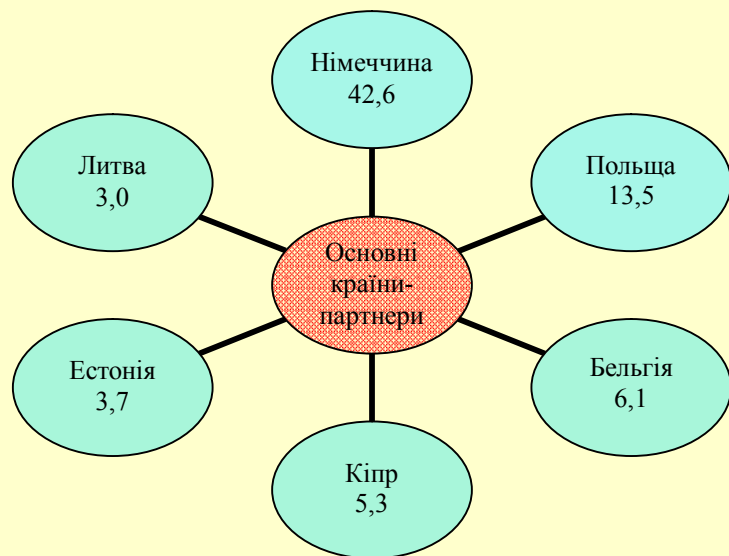 Німеччина
42,6
Литва
3,0
Польща
13,5
Основні
країни-
партнери
Естонія
3,7
Бельгія
6,1
Кіпр
5,3